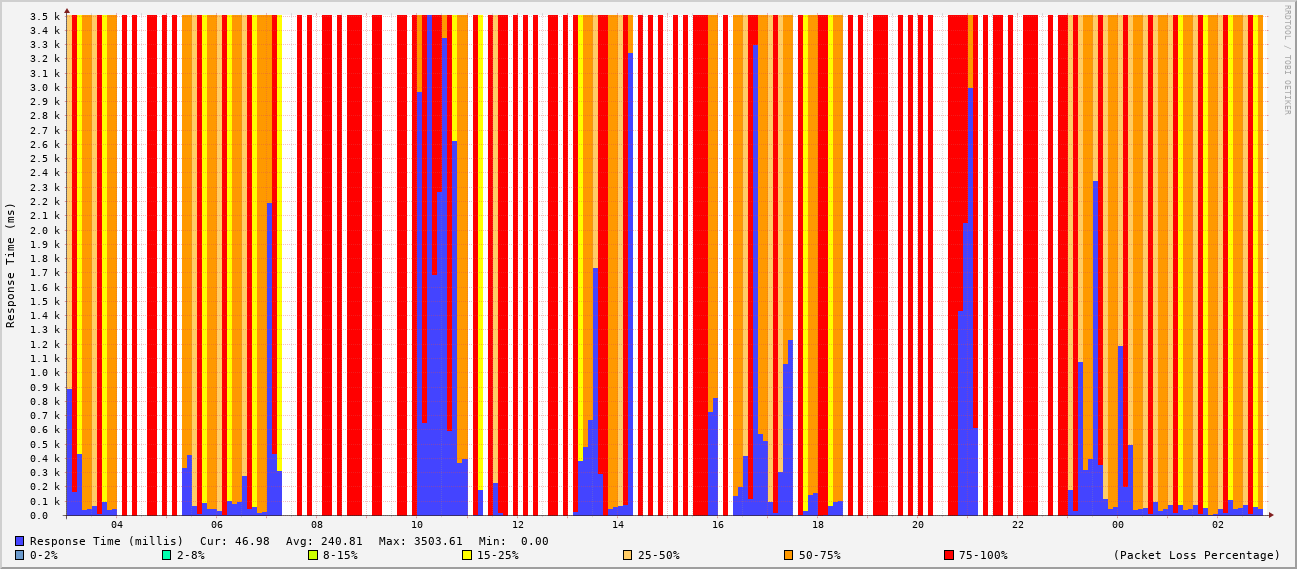 3.5 k
3.4 k
3.3 k
3.2 k
3.1 k
3.0 k
2.9 k
2.8 k
2.7 k
2.6 k
2.5 k
2.4 k
2.3 k
2.2 k
2.1 k
2.0 k
1.9 k
1.8 k
1.7 k
1.6 k
1.5 k
1.4 k
1.3 k
1.2 k
1.1 k
1.0 k
0.9 k
0.8 k
0.7 k
0.6 k
0.5 k
0.4 k
0.3 k
0.2 k
0.1 k
0.0
Response Time (ms)
RRDTOOL / TOBI OETIKER
04 06 08 10 12 14 16 18 20 22 00 02
Response Time (millis) Cur: 46.98 Avg: 240.81 Max: 3503.61 Min: 0.00
0-2% 2-8% 8-15% 15-25% 25-50% 50-75% 75-100% (Packet Loss Percentage)